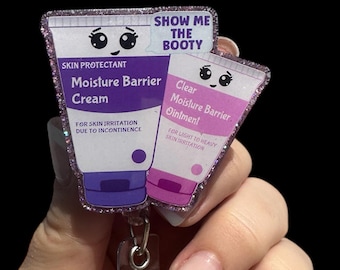 SHOW ME
THE
BOOTY
SKIN PROTECTANT
Moisture Barrier
Cream
FOR SKIN IRRITATION
DUE TO INCONTINENCE
Clear
Moisture Barrier
Ointment
FOR LIGHT TO HEAVY
SKIN IRRITATION